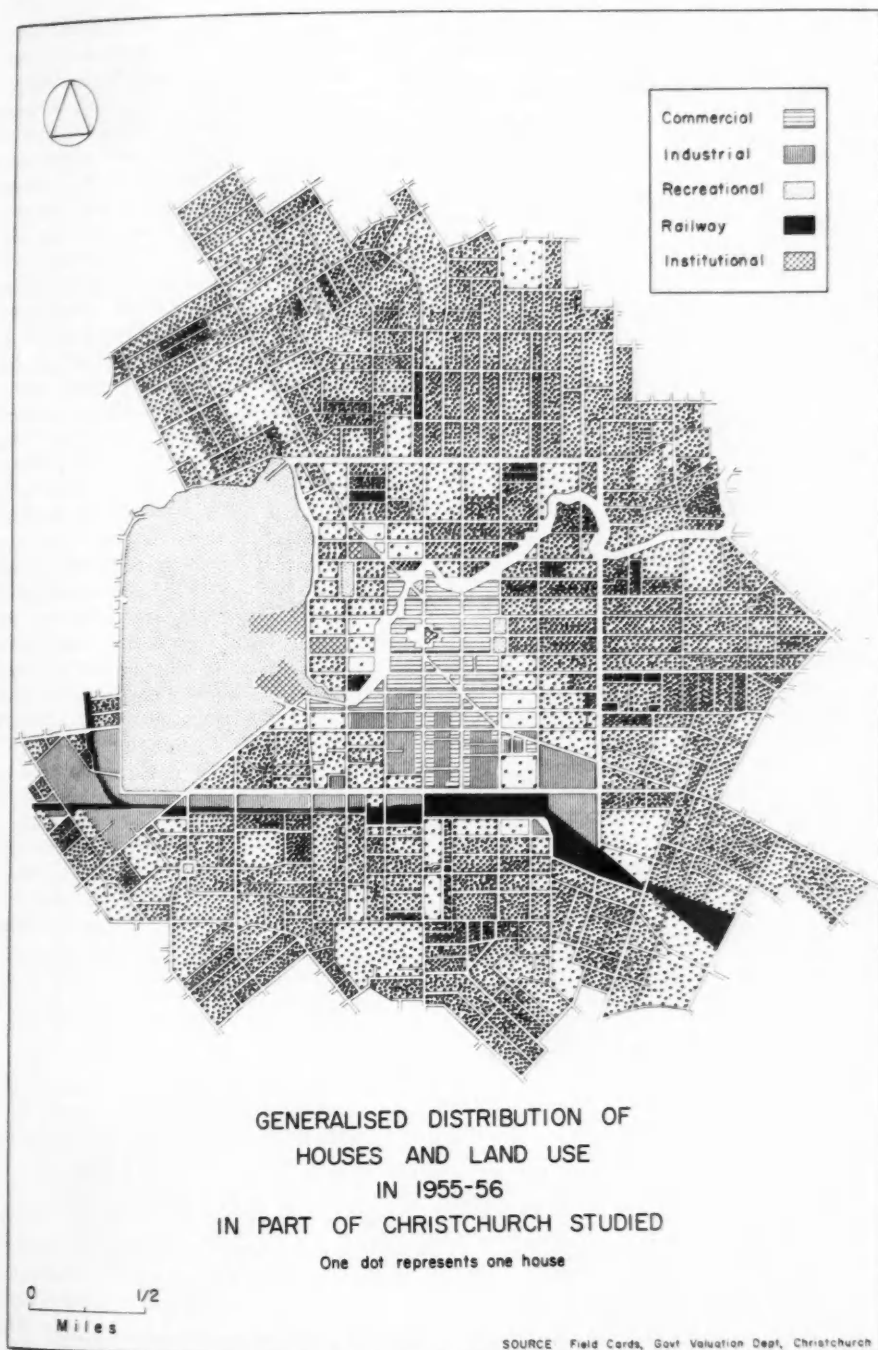 Commercial
Industrial
Recreational
Railway
Institutional
GENERALISED DISTRIBUTION OF
HOUSES AND LAND USE
IN 1955-56
IN PART OF CHRISTCHURCH STUDIED
One dot represents one house
0 1/2
Miles
SOURCE Field Cards, Govt Valuation Dept, Christchurch